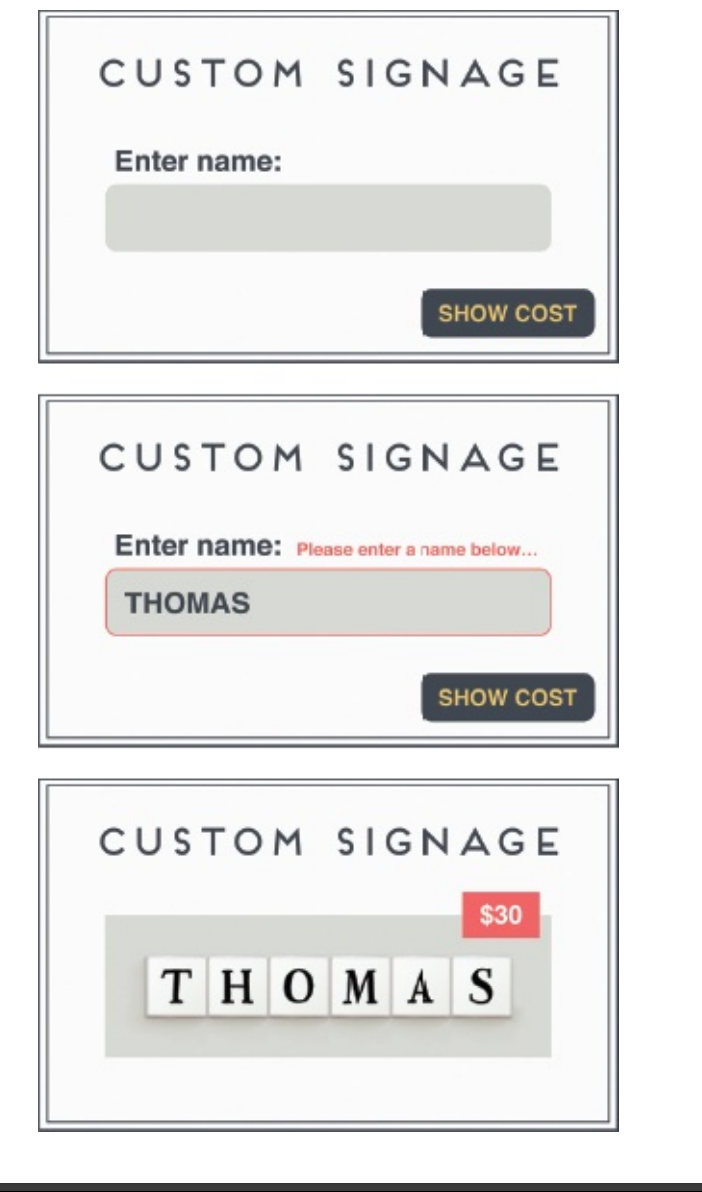 CUSTOM SIGNAGE
Enter name:
SHOW COST
CUSTOM SIGNAGE
Enter name: Please enter a name below...
THOMAS
SHOW COST
CUSTOM SIGNAGE
$30
THOMAS